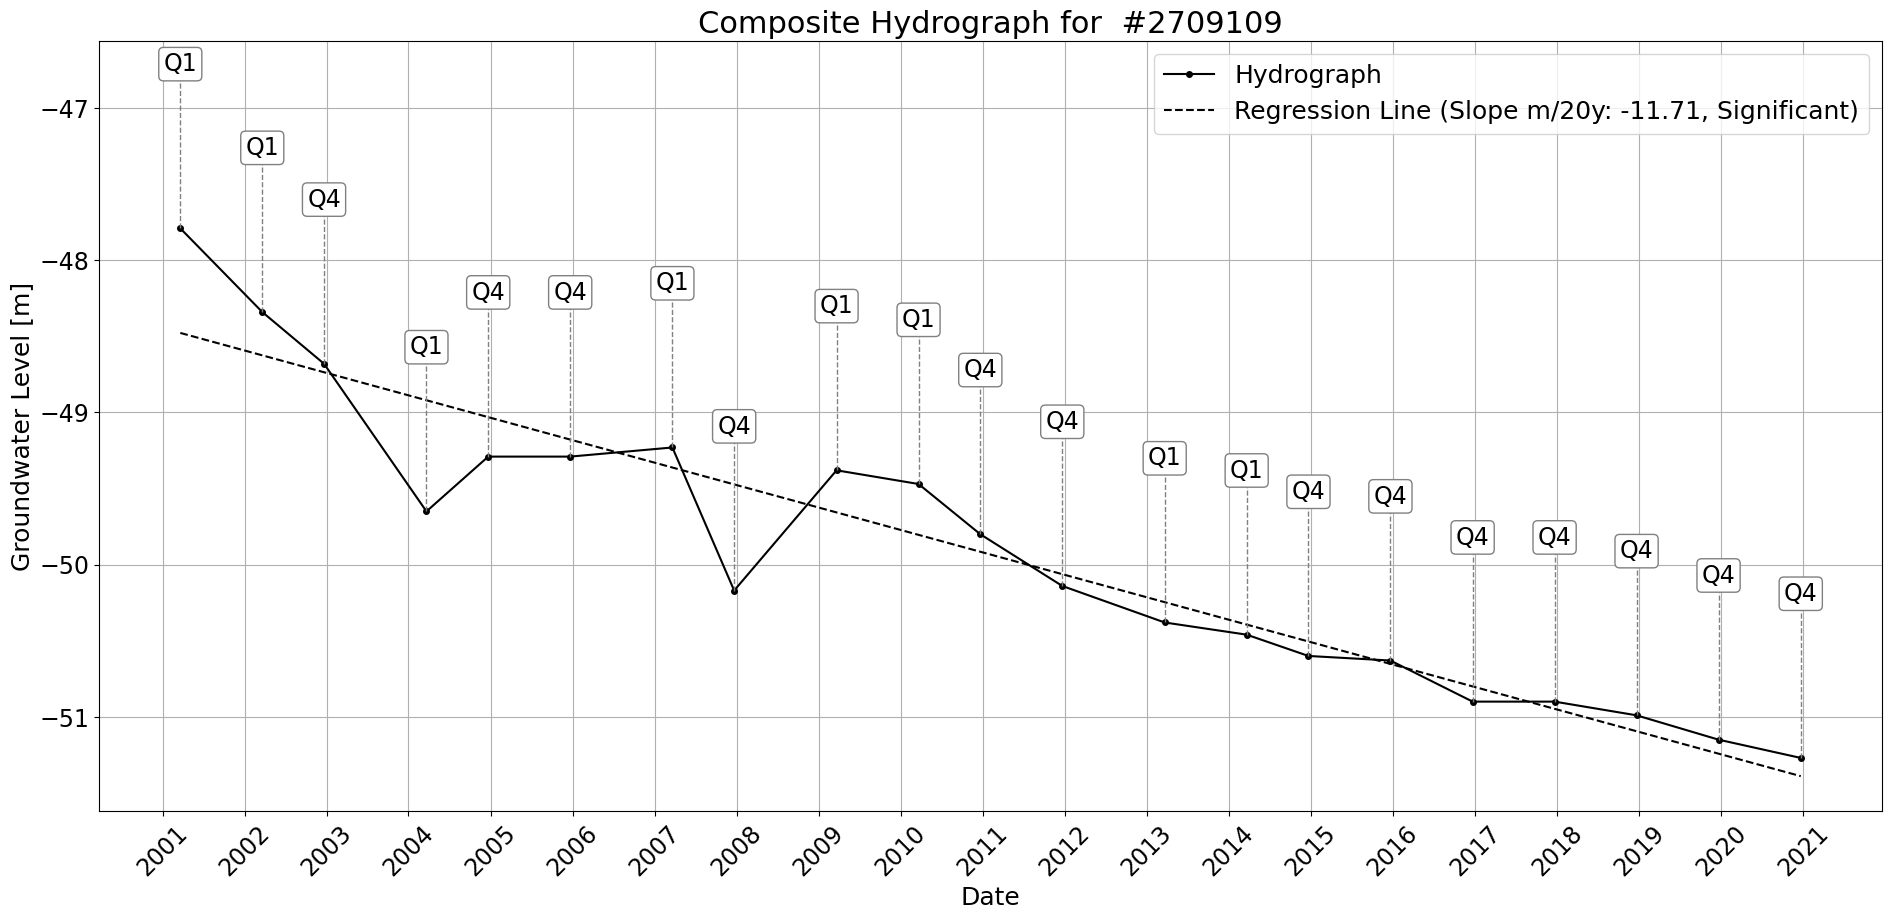 Composite Hydrograph for  #2709109
Hydrograph
Regression Line (Slope m/20y: -11.71, Significant)
Groundwater Level [m]
−47
−48
−49
−50
−51
Q1
Q1
Q4
Q1
Q4
Q4
Q1
Q4
Q1
Q1
Q4
Q4
Q1
Q1
Q4
Q4
Q4
Q4
Q4
Q4
Q4
2001
2002
2003
2004
2005
2006
2007
2008
2009
2010
2011
2012
2013
2014
2015
2016
2017
2018
2019
2020
2021
Date